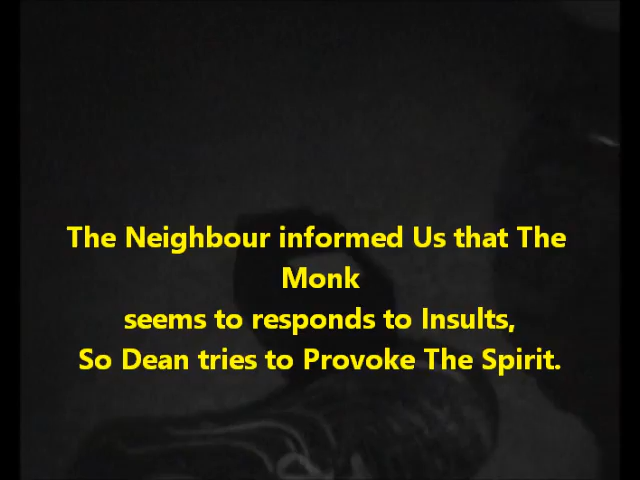 The Neighbour informed Us that The
Monk
seems to responds to Insults,
So Dean tries to Provoke The Spirit.